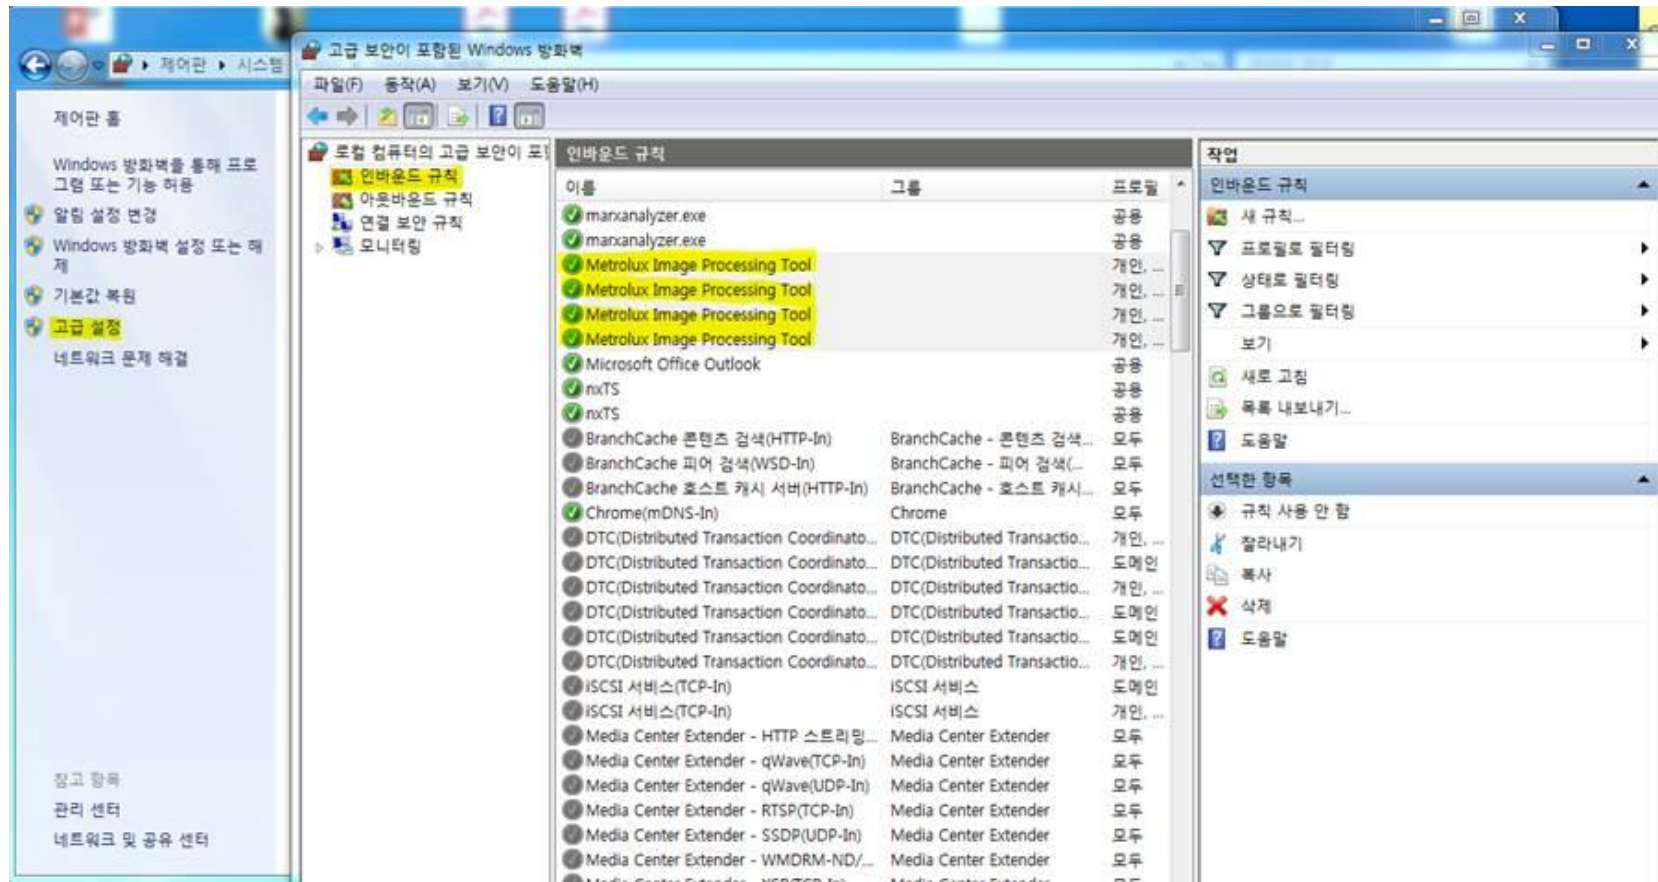 제어판 ▸ 시스템
제어판 홈
Windows 방화벽을 통해 프로
그램 또는 기능 허용
알림 설정 변경
Windows 방화벽 설정 또는 해
제
기본값 복원
고급 설정
네트워크 문제 해결
참고 항목
관리 센터
네트워크 및 공유 센터
고급 보안이 포함된 Windows 방화벽
파일(F) 동작(A) 보기(V) 도움말(H)
로컬 컴퓨터의 고급 보안이 포
인바운드 규칙
아웃바운드 규칙
연결 보안 규칙
모니터링
인바운드 규칙
이름 그룹 프로필
marxanalyzer.exe 공용
marxanalyzer.exe 공용
Metrolux Image Processing Tool 개인, ...
Metrolux Image Processing Tool 개인, ...
Metrolux Image Processing Tool 개인, ...
Metrolux Image Processing Tool 개인, ...
Microsoft Office Outlook 공용
nxTS 공용
nxTS 공용
BranchCache 콘텐츠 검색(HTTP-In) BranchCache - 콘텐츠 검색... 모두
BranchCache 피어 검색(WSD-In) BranchCache - 피어 검색(... 모두
BranchCache 호스트 캐시 서버(HTTP-In) BranchCache - 호스트 캐시... 모두
Chrome(mDNS-In) Chrome 모두
DTC(Distributed Transaction Coordinato... DTC(Distributed Transactio... 개인, ...
DTC(Distributed Transaction Coordinato... DTC(Distributed Transactio... 도메인
DTC(Distributed Transaction Coordinato... DTC(Distributed Transactio... 개인, ...
DTC(Distributed Transaction Coordinato... DTC(Distributed Transactio... 도메인
DTC(Distributed Transaction Coordinato... DTC(Distributed Transactio... 도메인
DTC(Distributed Transaction Coordinato... DTC(Distributed Transactio... 개인, ...
iSCSI 서비스(TCP-In) iSCSI 서비스 도메인
iSCSI 서비스(TCP-In) iSCSI 서비스 개인, ...
Media Center Extender - HTTP 스트리밍... Media Center Extender 모두
Media Center Extender - qWave(TCP-In) Media Center Extender 모두
Media Center Extender - qWave(UDP-In) Media Center Extender 모두
Media Center Extender - RTSP(TCP-In) Media Center Extender 모두
Media Center Extender - SSDP(UDP-In) Media Center Extender 모두
Media Center Extender - WMDRM-ND/... Media Center Extender 모두
작업
인바운드 규칙
새 규칙...
프로필로 필터링
상태로 필터링
그룹으로 필터링
보기
새로 고침
목록 내보내기...
도움말
선택한 항목
규칙 사용 안 함
잘라내기
복사
삭제
도움말